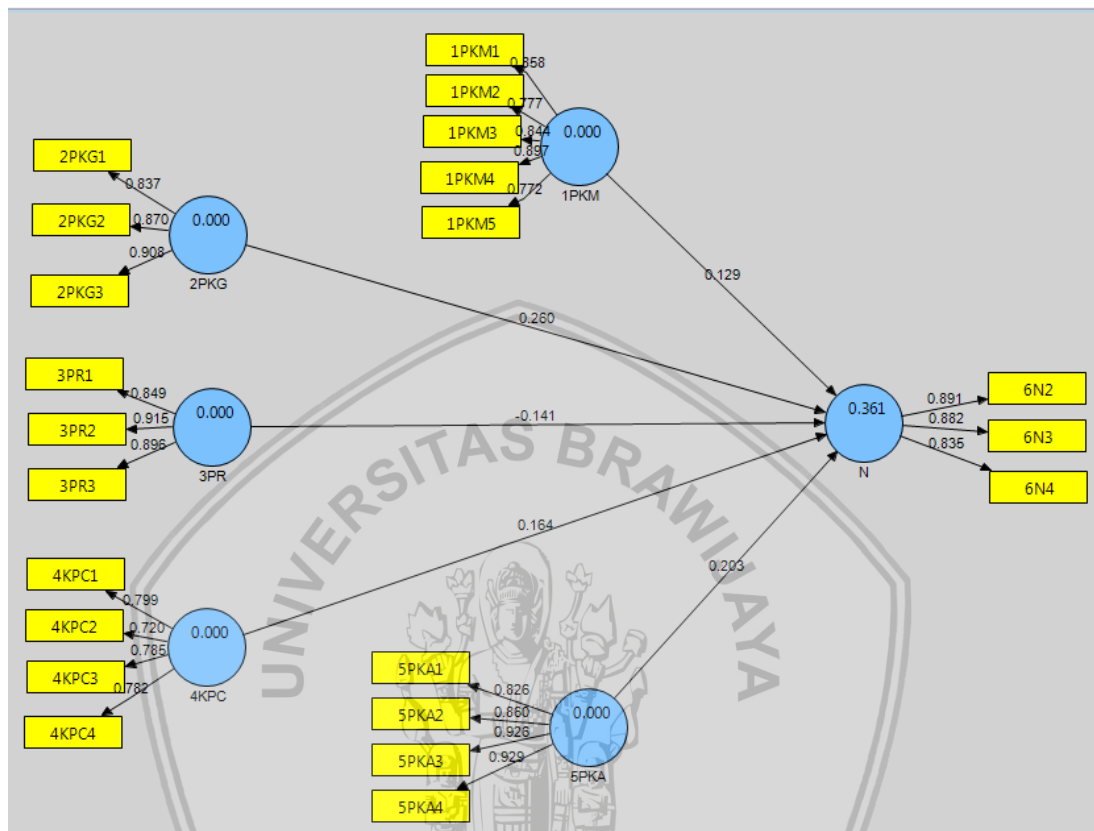 1PKM1
0.858
1PKM2
0.777
1PKM3
0.844
1PKM4
0.897
1PKM5
0.772
0.000
1PKM
2PKG1
0.837
2PKG2
0.870
2PKG3
0.908
0.000
2PKG
0.129
0.260
3PR1
0.849
3PR2
0.915
3PR3
0.896
0.000
3PR
-0.141
0.361
N
0.891
6N2
0.882
6N3
0.835
6N4
4KPC1
0.799
4KPC2
0.720
4KPC3
0.785
4KPC4
0.782
0.000
4KPC
0.164
0.203
5PKA1
0.826
5PKA2
0.860
5PKA3
0.926
5PKA4
0.929
0.000
5PKA
UNIVERSITAS BRAWIJAYA